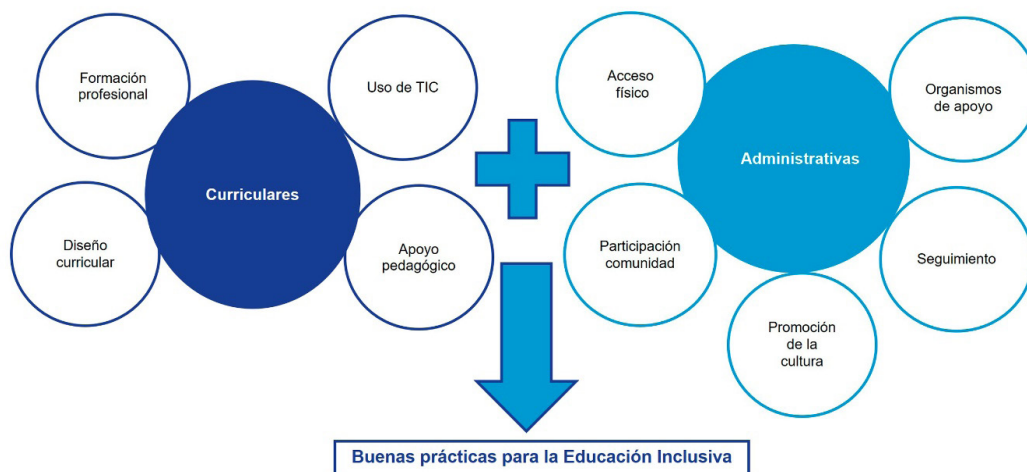 Formación
profesional
Uso de TIC
Curriculares
Diseño
curricular
Apoyo
pedagógico
Acceso
físico
Organismos
de apoyo
Administrativas
Participación
comunidad
Seguimiento
Promoción
de la
cultura
Buenas prácticas para la Educación Inclusiva